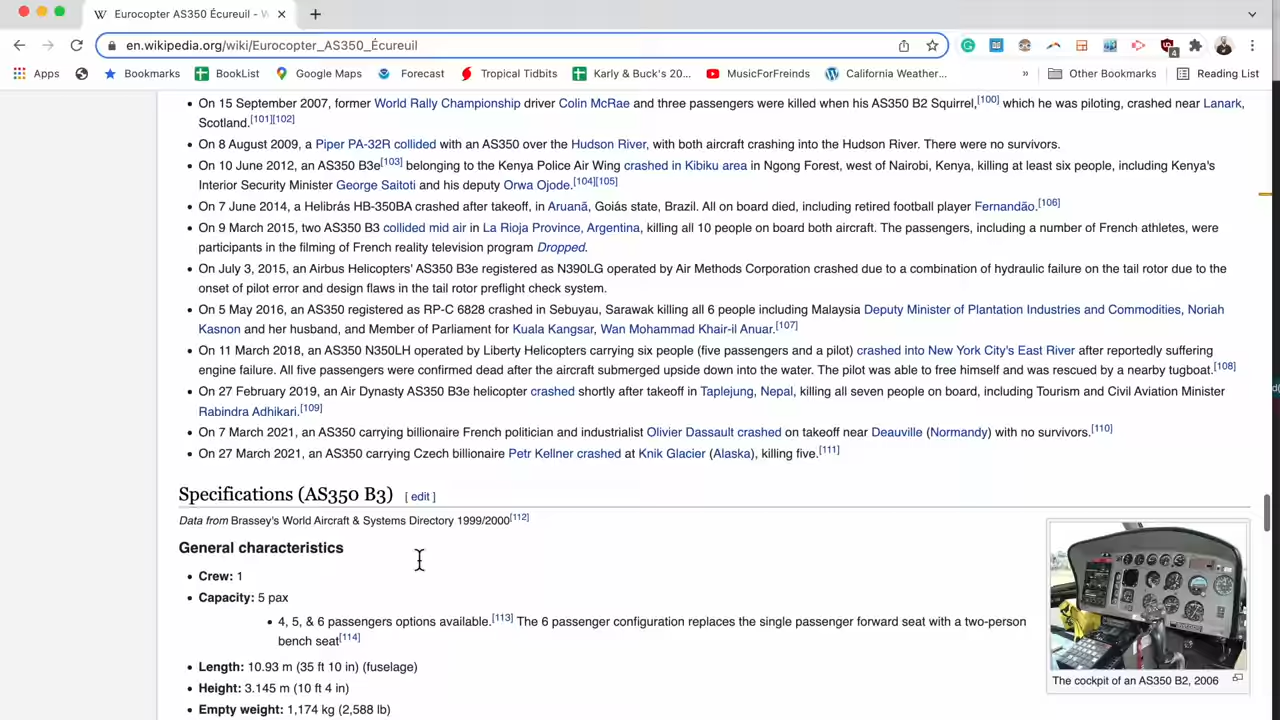 Eurocopter AS350 Écureuil - W
en.wikipedia.org/wiki/Eurocopter_AS350_Écureuil
4
Apps Bookmarks BookList Google Maps Forecast Tropical Tidbits Karly & Buck's 20... MusicForFreinds California Weather... » Other Bookmarks Reading List
On 15 September 2007, former World Rally Championship driver Colin McRae and three passengers were killed when his AS350 B2 Squirrel,[100] which he was piloting, crashed near Lanark,
Scotland.[101][102]
On 8 August 2009, a Piper PA-32R collided with an AS350 over the Hudson River, with both aircraft crashing into the Hudson River. There were no survivors.
On 10 June 2012, an AS350 B3e[103] belonging to the Kenya Police Air Wing crashed in Kibiku area in Ngong Forest, west of Nairobi, Kenya, killing at least six people, including Kenya's
Interior Security Minister George Saitoti and his deputy Orwa Ojode.[104][105]
On 7 June 2014, a Helibrás HB-350BA crashed after takeoff, in Aruanã, Goiás state, Brazil. All on board died, including retired football player Fernandão.[106]
On 9 March 2015, two AS350 B3 collided mid air in La Rioja Province, Argentina, killing all 10 people on board both aircraft. The passengers, including a number of French athletes, were
participants in the filming of French reality television program Dropped.
On July 3, 2015, an Airbus Helicopters' AS350 B3e registered as N390LG operated by Air Methods Corporation crashed due to a combination of hydraulic failure on the tail rotor due to the
onset of pilot error and design flaws in the tail rotor preflight check system.
On 5 May 2016, an AS350 registered as RP-C 6828 crashed in Sebuyau, Sarawak killing all 6 people including Malaysia Deputy Minister of Plantation Industries and Commodities, Noriah
Kasnon and her husband, and Member of Parliament for Kuala Kangsar, Wan Mohammad Khair-il Anuar.[107]
On 11 March 2018, an AS350 N350LH operated by Liberty Helicopters carrying six people (five passengers and a pilot) crashed into New York City's East River after reportedly suffering
engine failure. All five passengers were confirmed dead after the aircraft submerged upside down into the water. The pilot was able to free himself and was rescued by a nearby tugboat.[108]
On 27 February 2019, an Air Dynasty AS350 B3e helicopter crashed shortly after takeoff in Taplejung, Nepal, killing all seven people on board, including Tourism and Civil Aviation Minister
Rabindra Adhikari.[109]
On 7 March 2021, an AS350 carrying billionaire French politician and industrialist Olivier Dassault crashed on takeoff near Deauville (Normandy) with no survivors.[110]
On 27 March 2021, an AS350 carrying Czech billionaire Petr Kellner crashed at Knik Glacier (Alaska), killing five.[111]
Specifications (AS350 B3) [ edit ]
Data from Brassey's World Aircraft & Systems Directory 1999/2000[112]
General characteristics
Crew: 1
Capacity: 5 pax
4, 5, & 6 passengers options available.[113] The 6 passenger configuration replaces the single passenger forward seat with a two-person
bench seat[114]
Length: 10.93 m (35 ft 10 in) (fuselage)
Height: 3.145 m (10 ft 4 in)
Empty weight: 1,174 kg (2,588 lb)
The cockpit of an AS350 B2, 2006